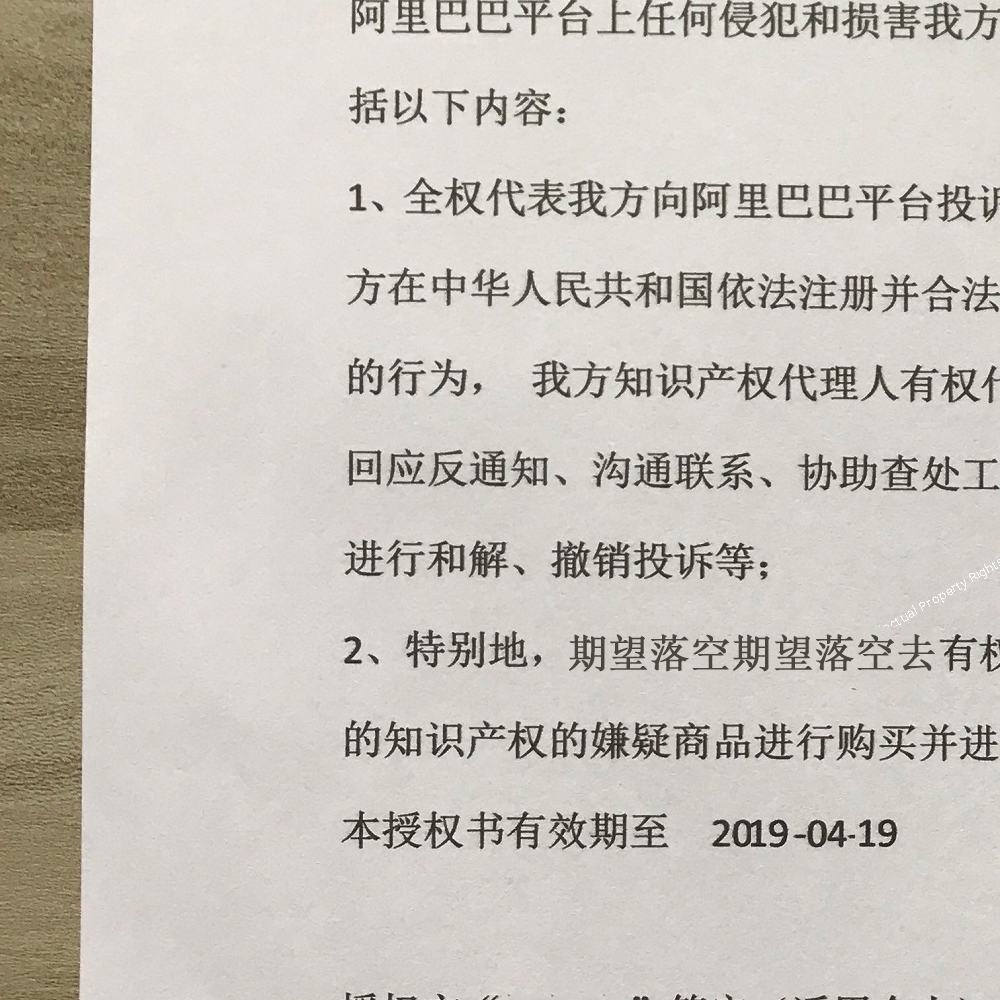 阿里巴巴平台上任何侵犯和损害我方
括以下内容：
1、全权代表我方向阿里巴巴平台投诉
方在中华人民共和国依法注册并合法
的行为， 我方知识产权代理人有权代
回应反通知、沟通联系、协助查处工
进行和解、撤销投诉等；
ctual Property Rights
2、特别地，期望落空期望落空去有权
的知识产权的嫌疑商品进行购买并进
本授权书有效期至 2019-04-19